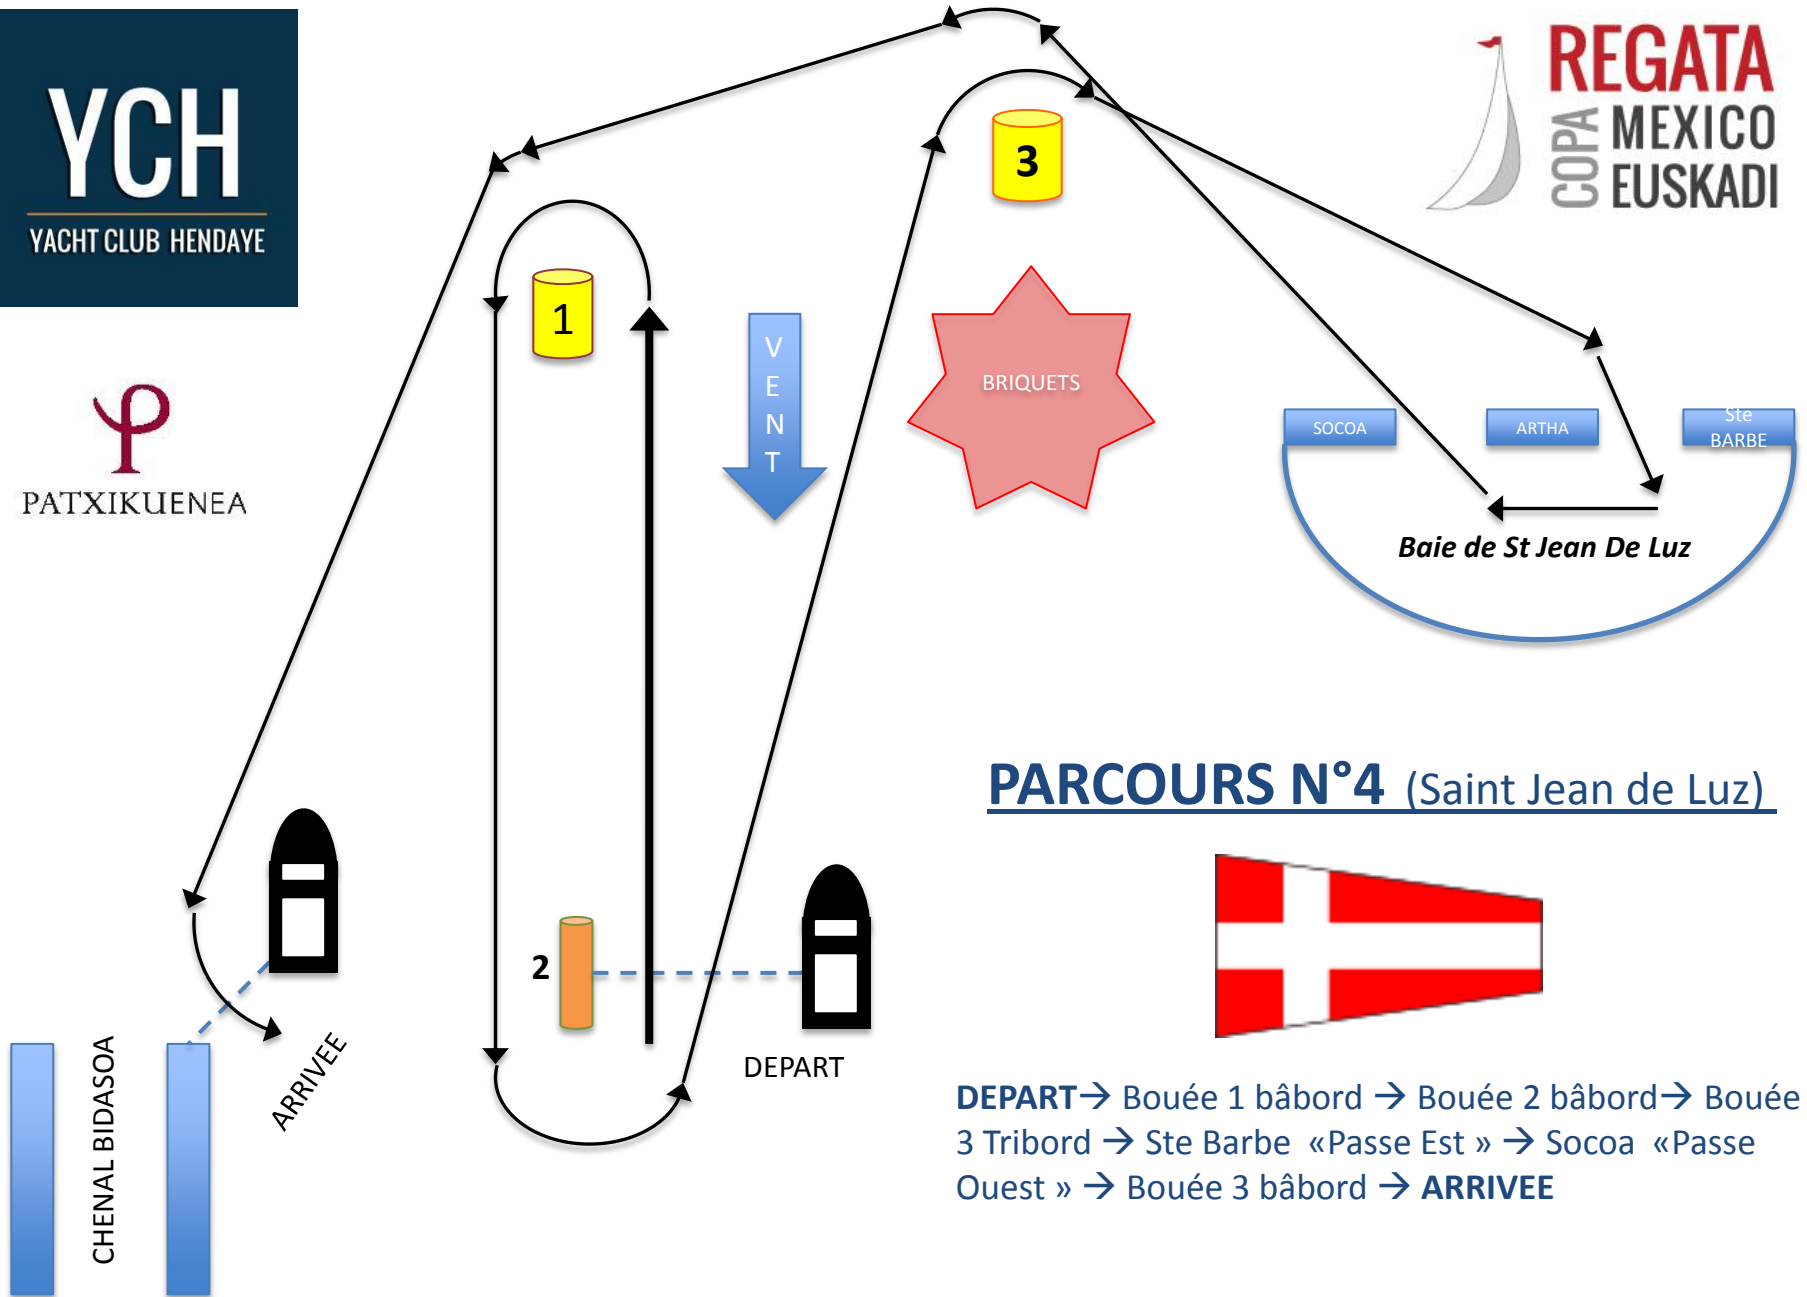 YCH
YACHT CLUB HENDAYE
REGATA
COPA
MEXICO
EUSKADI
PATXIKUENEA
1
3
V
E
N
T
BRIQUETS
SOCOA
ARTHA
Ste
BARBE
Baie de St Jean De Luz
2
DEPART
ARRIVEE
CHENAL BIDASOA
PARCOURS N°4 (Saint Jean de Luz)
DEPART→ Bouée 1 bâbord → Bouée 2 bâbord→ Bouée
3 Tribord → Ste Barbe «Passe Est » → Socoa «Passe
Ouest » → Bouée 3 bâbord → ARRIVEE